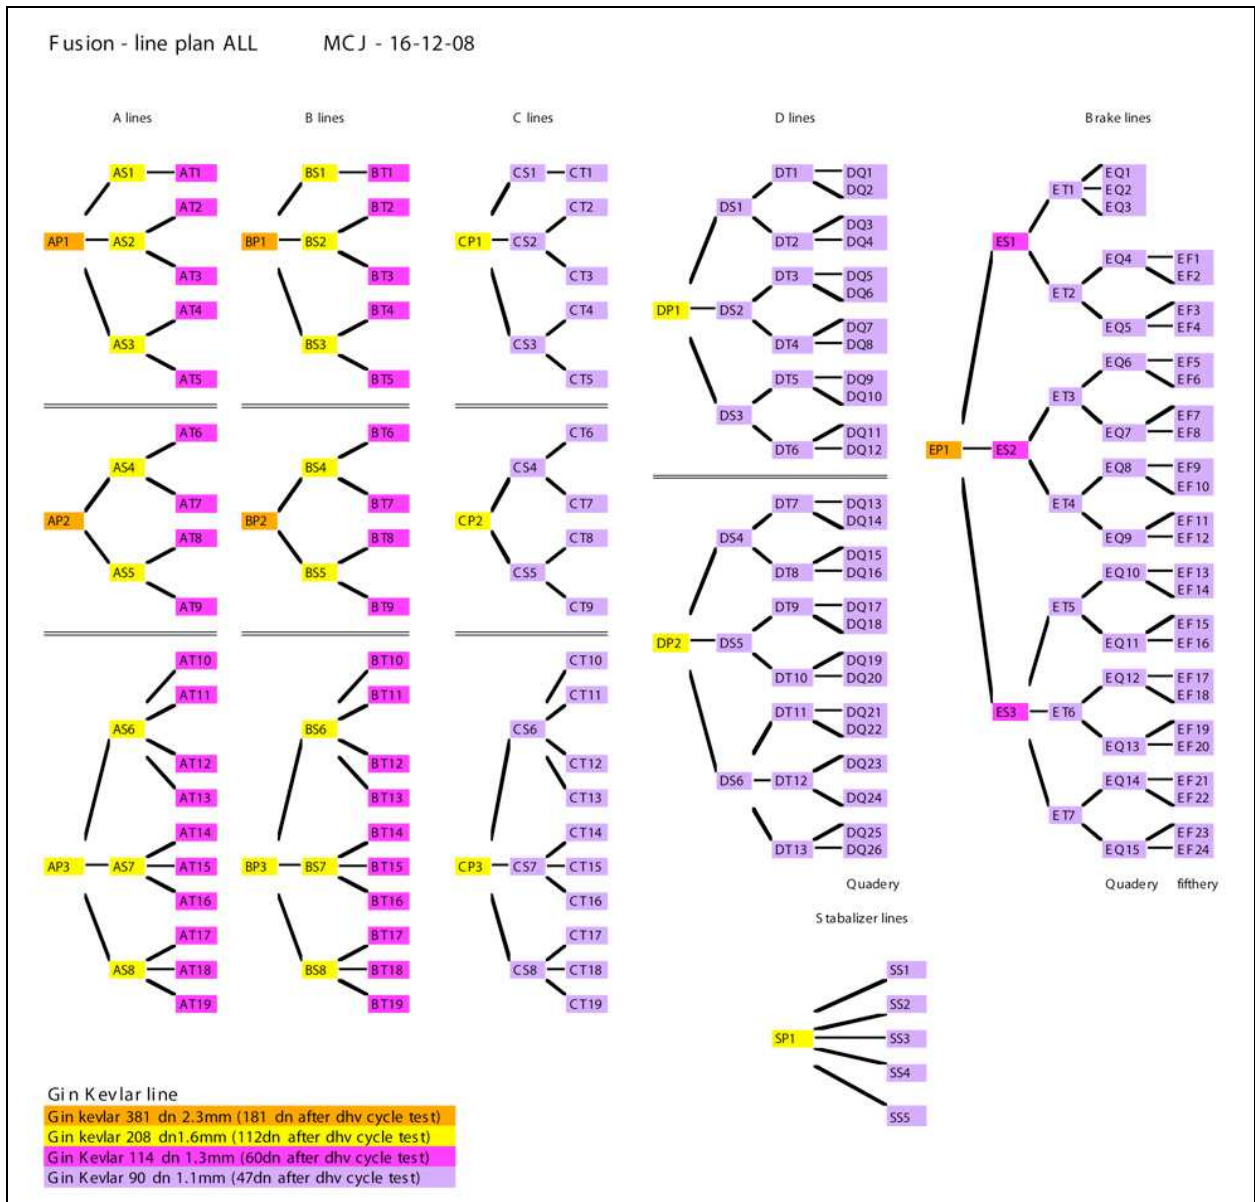 Fusion - line plan ALL MCJ - 16-12-08
A lines
AS1 AT1
AT2
AP1 AS2
AT3
AT4
AS3
AT5
AT6
AS4
AT7
AP2
AT8
AS5
AT9
AT10
AT11
AS6
AT12
AT13
AT14
AP3 AS7 AT15
AT16
AT17
AS8 AT18
AT19
B lines
BS1 BT1
BT2
BP1 BS2
BT3
BT4
BS3
BT5
BT6
BS4
BT7
BP2
BT8
BS5
BT9
BT10
BT11
BS6
BT12
BT13
BT14
BP3 BS7 BT15
BT16
BT17
BS8 BT18
BT19
C lines
CS1 CT1
CT2
CP1 CS2
CT3
CT4
CS3
CT5
CT6
CS4
CT7
CP2
CT8
CS5
CT9
CT10
CT11
CS6
CT12
CT13
CT14
CP3 CS7 CT15
CT16
CT17
CS8 CT18
CT19
D lines
DT1 DQ1
DQ2
DS1
DQ3
DT2 DQ4
DT3 DQ5
DQ6
DP1 DS2
DQ7
DT4 DQ8
DT5 DQ9
DQ10
DS3
DQ11
DT6 DQ12
DT7 DQ13
DQ14
DS4
DQ15
DT8 DQ16
DT9 DQ17
DQ18
DP2 DS5
DQ19
DT10 DQ20
DT11 DQ21
DQ22
DQ23
DS6 DT12
DQ24
DQ25
DT13 DQ26
Quadery
Brake lines
EQ1
ET1 EQ2
EQ3
ES1
EQ4 EF1
EF2
ET2
EF3
EQ5 EF4
EQ6 EF5
EF6
ET3
EF7
EQ7 EF8
EP1 ES2
EQ8 EF9
EF10
ET4
EF11
EQ9 EF12
EQ10 EF13
EF14
ET5
EF15
EQ11 EF16
EQ12 EF17
EF18
ES3 ET6
EF19
EQ13 EF20
EQ14 EF21
EF22
ET7
EF23
EQ15 EF24
Quadery fifthery
Stabalizer lines
SS1
SS2
SP1 SS3
SS4
SS5
Gin Kevlar line
Gin kevlar 381 dn 2.3mm (181 dn after dhv cycle test)
Gin kevlar 208 dn1.6mm (112dn after dhv cycle test)
Gin Kevlar 114 dn 1.3mm (60dn after dhv cycle test)
Gin Kevlar 90 dn 1.1mm (47dn after dhv cycle test)